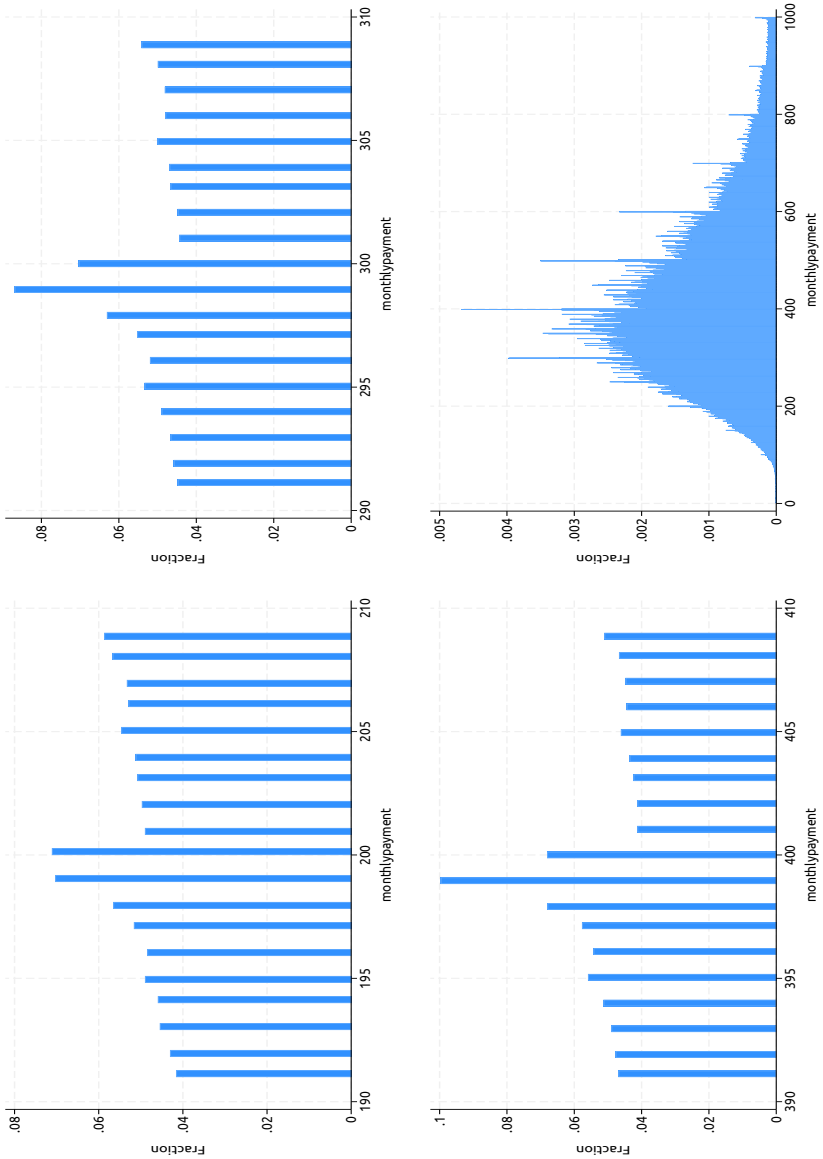 Fraction
.08
.06
.04
.02
0
190 195 200 205 210
monthlypayment
Fraction
.08
.06
.04
.02
0
290 295 300 305 310
monthlypayment
Fraction
.1
.08
.06
.04
.02
0
390 395 400 405 410
monthlypayment
Fraction
.005
.004
.003
.002
.001
0
0 200 400 600 800 1000
monthlypayment